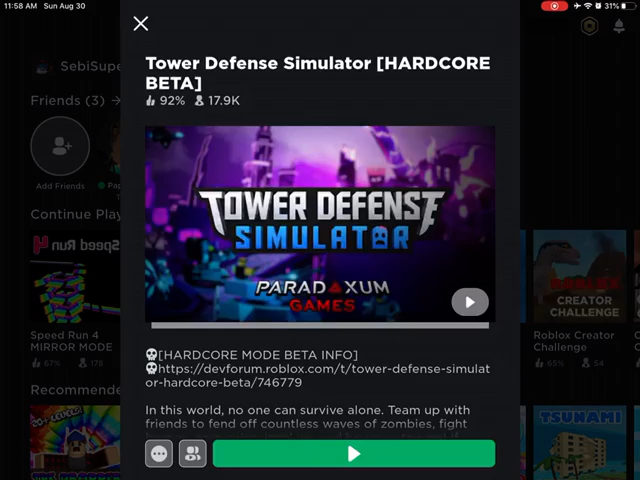 11:58 AM Sun Aug 30
31%
SebiSupe
Friends (3) →
Add Friends
Continue Play
Speed Run 4
Speed Run 4
MIRROR MODE
67% 178
Recommende
Tower Defense Simulator [HARDCORE
BETA]
92% 17.9K
TOWER DEFENSE
SIMULATOR
PARADOXUM
GAMES
💀[HARDCORE MODE BETA INFO]
💀https://devforum.roblox.com/t/tower-defense-simulat
or-hardcore-beta/746779
In this world, no one can survive alone. Team up with
friends to fend off countless waves of zombies, fight
ROBLOX
CREATOR
CHALLENGE
Roblox Creator
Challenge
65% 54
TSUNAMI